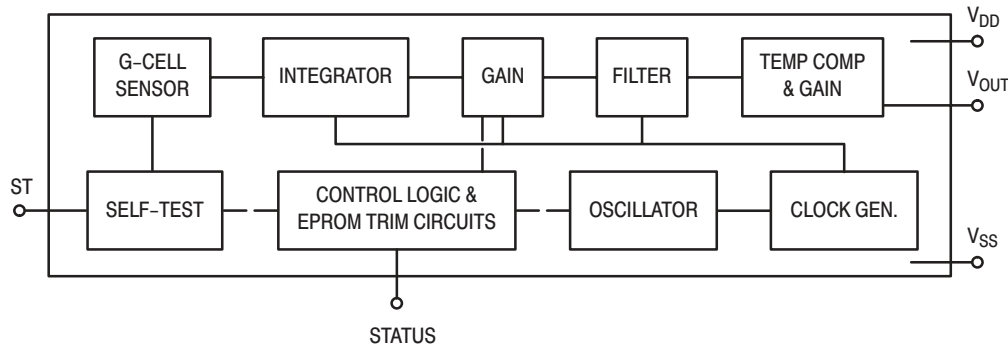 V_DD
G–CELL
SENSOR
INTEGRATOR
GAIN
FILTER
TEMP COMP
& GAIN
V_OUT
ST
SELF–TEST
CONTROL LOGIC &
EPROM TRIM CIRCUITS
OSCILLATOR
CLOCK GEN.
V_SS
STATUS